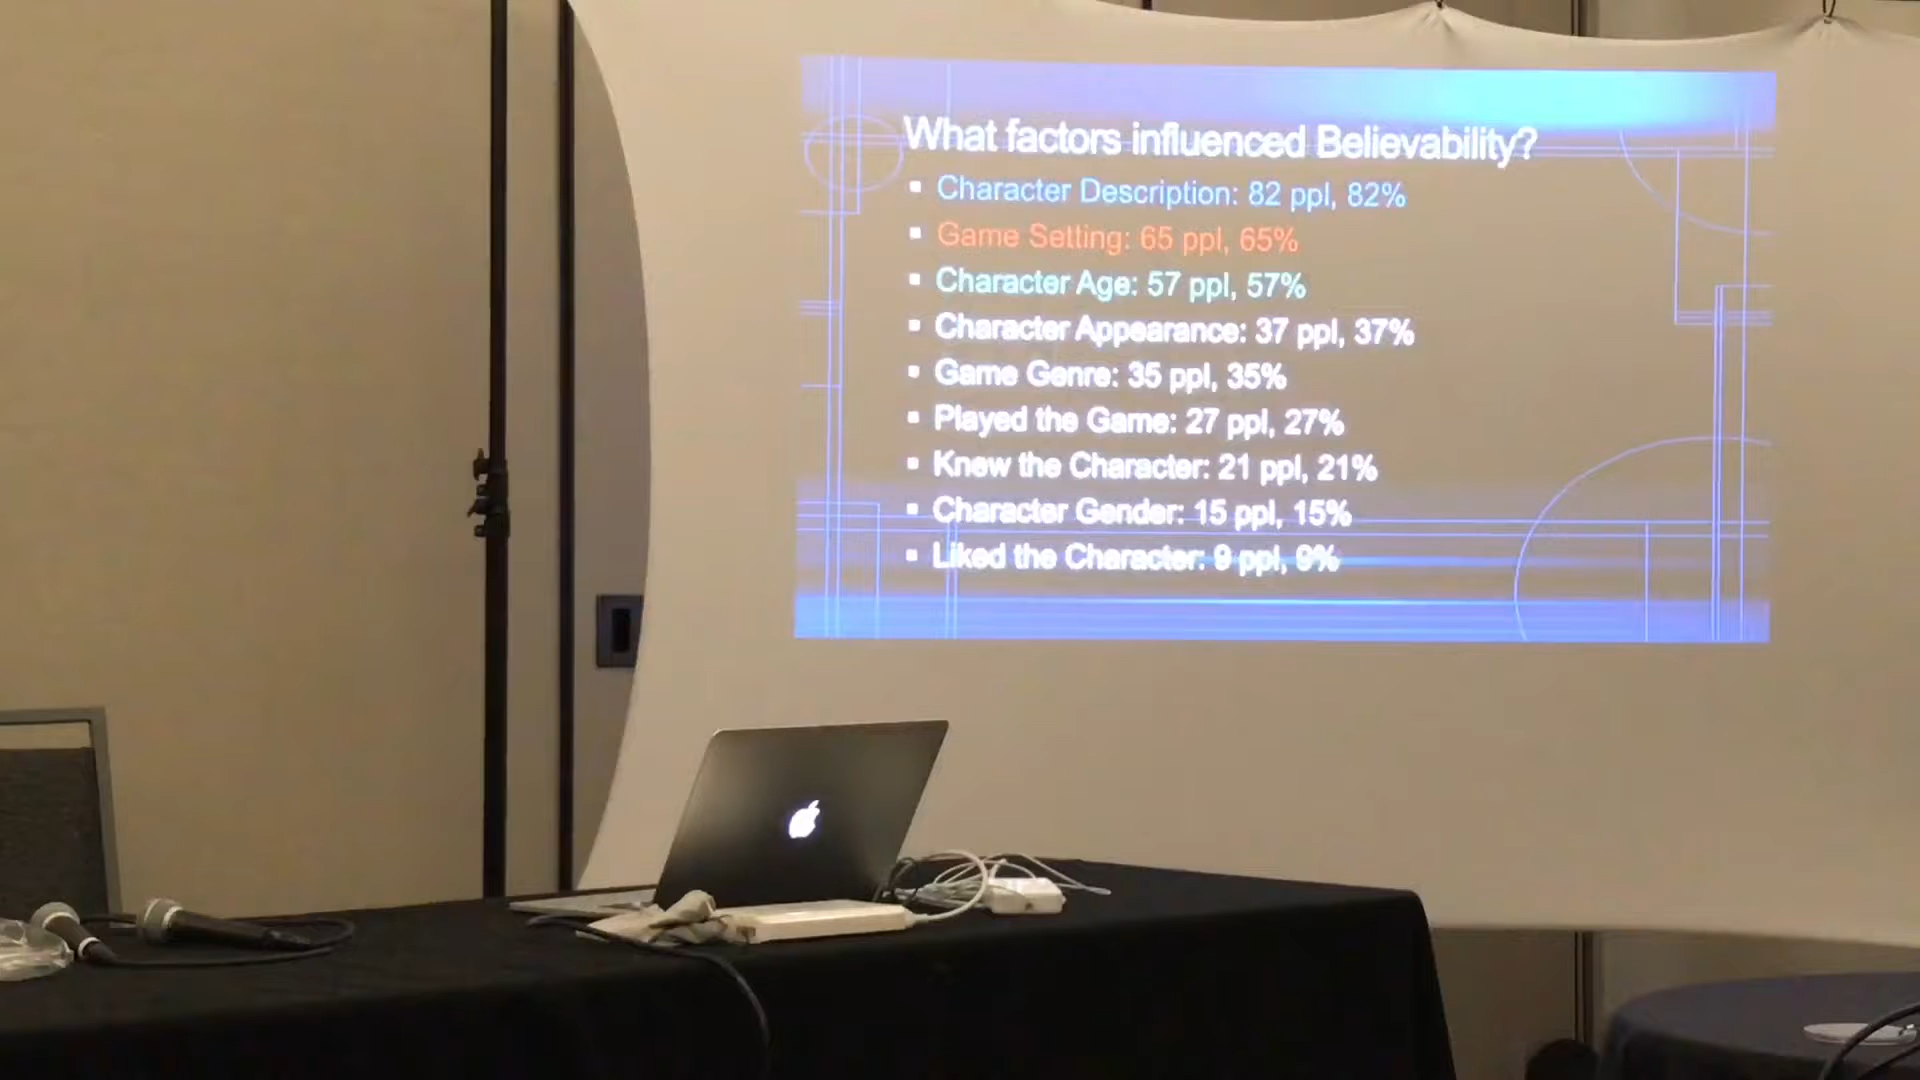 What factors influenced Believability?
▪ Character Description: 82 ppl, 82%
▪ Game Setting: 65 ppl, 65%
▪ Character Age: 57 ppl, 57%
▪ Character Appearance: 37 ppl, 37%
▪ Game Genre: 35 ppl, 35%
▪ Played the Game: 27 ppl, 27%
▪ Knew the Character: 21 ppl, 21%
▪ Character Gender: 15 ppl, 15%
▪ Liked the Character: 9 ppl, 9%